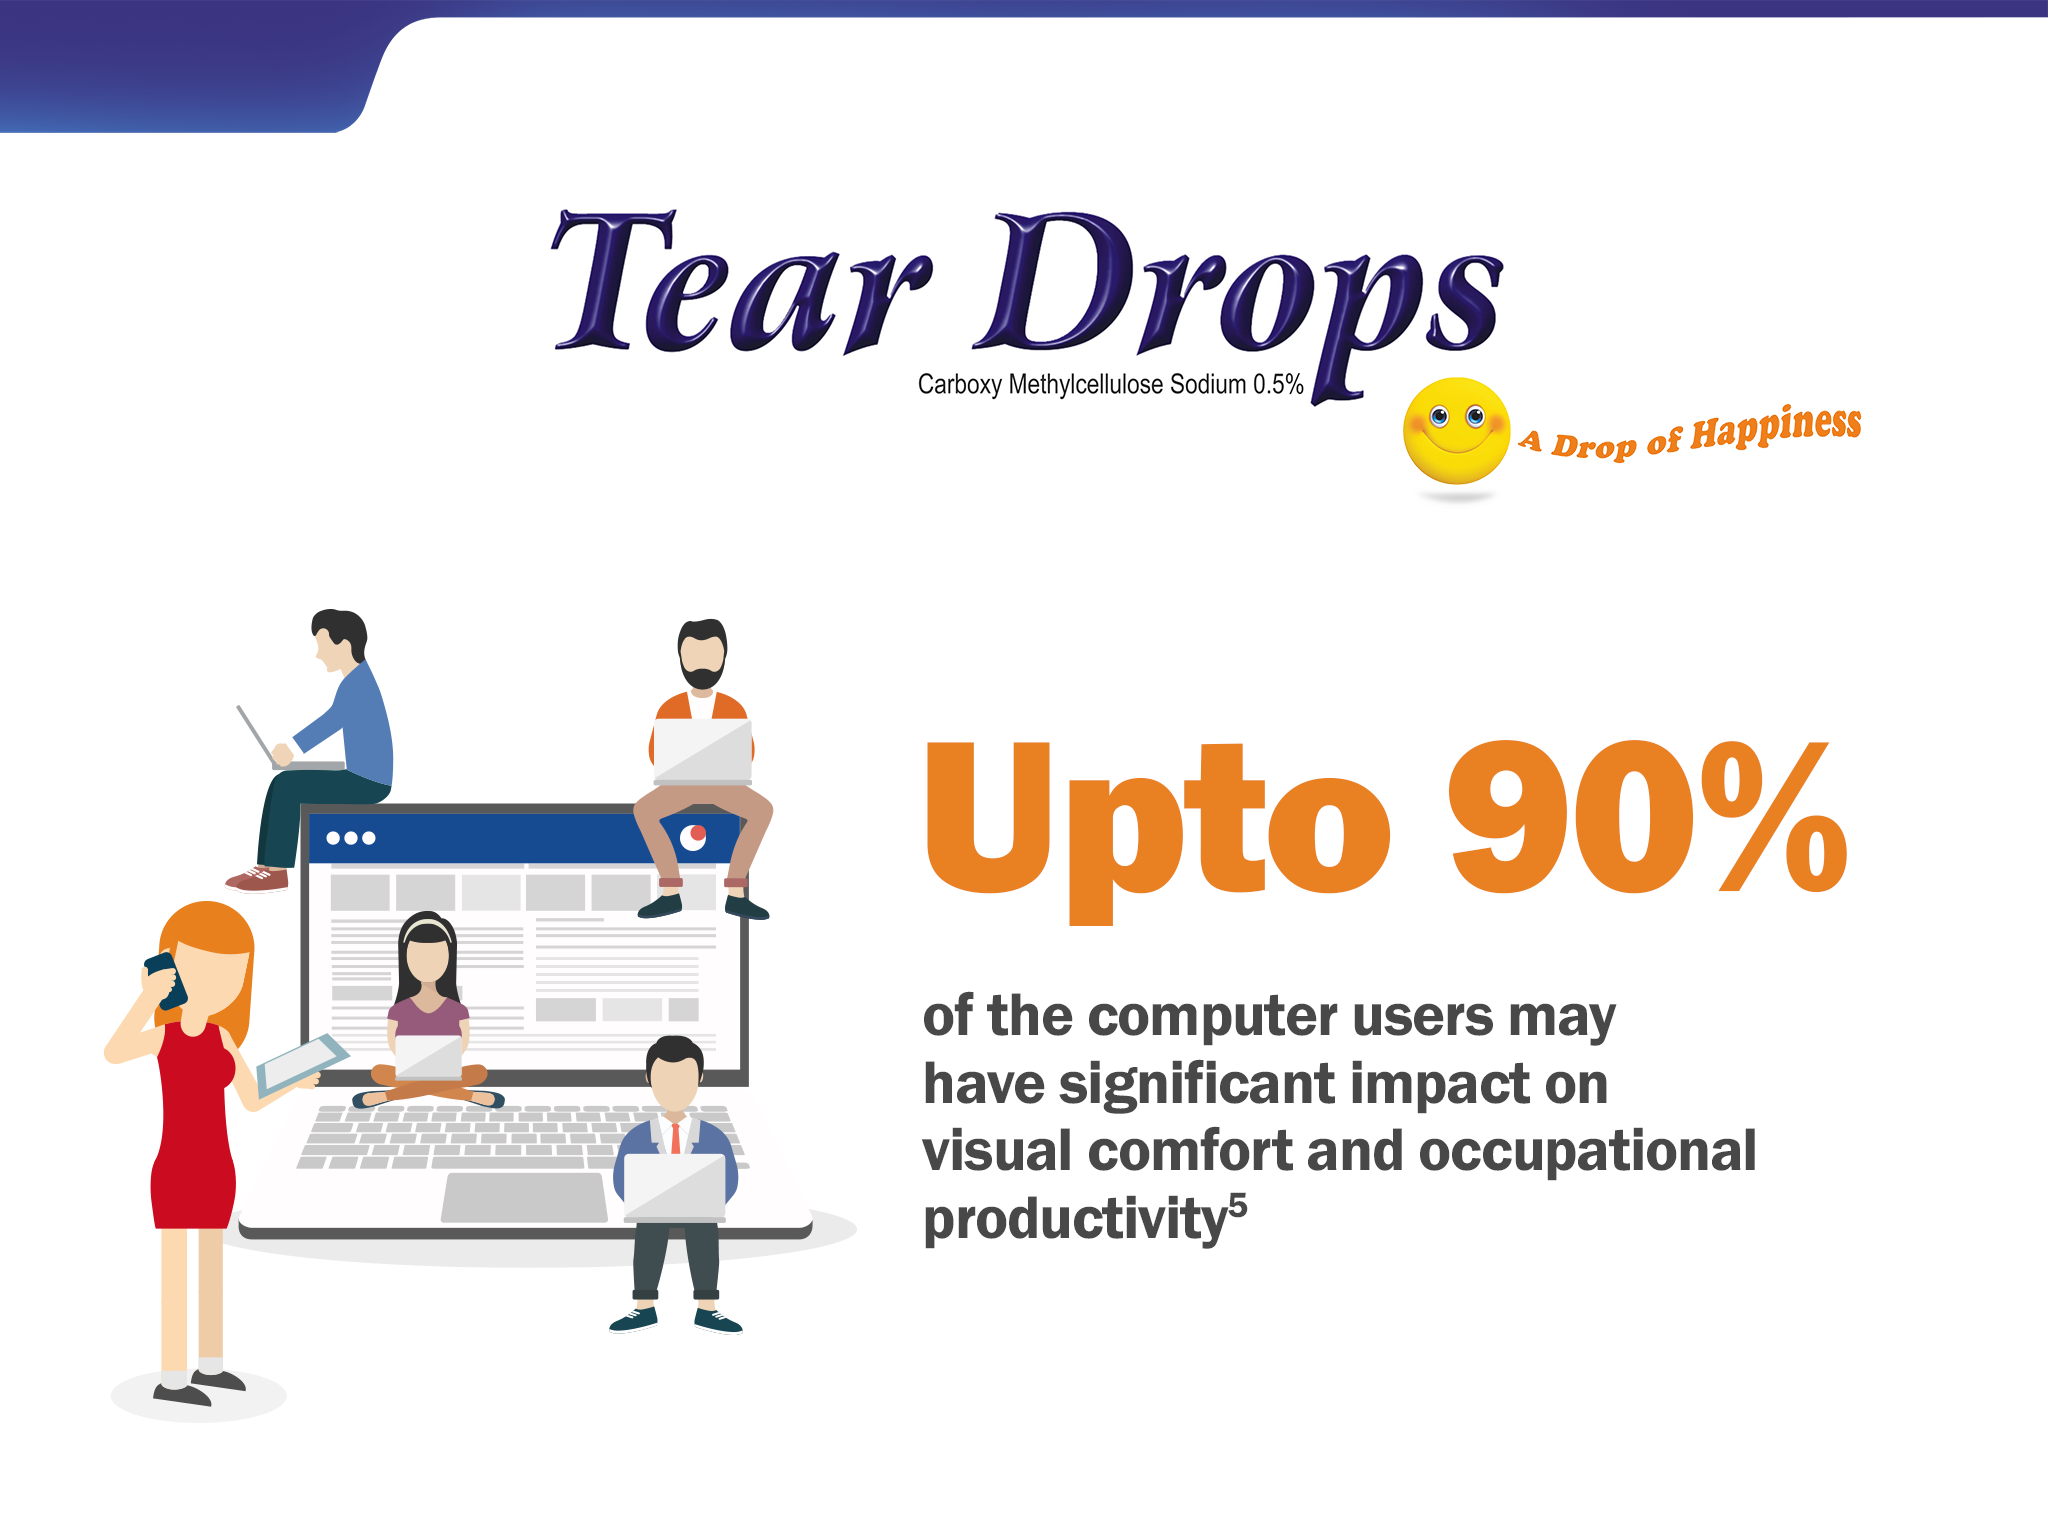 Tear Drops
Carboxy Methylcellulose Sodium 0.5%
A Drop of Happiness
Upto 90%
of the computer users may
have significant impact on
visual comfort and occupational
productivity⁵